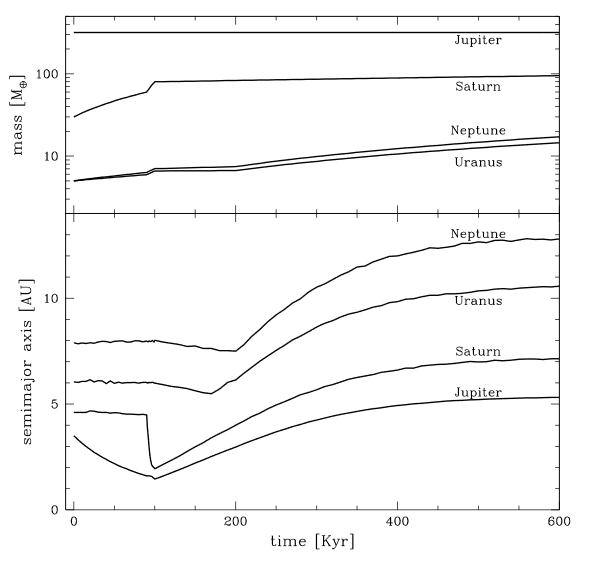 Jupiter
100
Saturn
mass [M⊕]
Neptune
10
Uranus
Neptune
10
Uranus
semimajor axis [AU]
Saturn
Jupiter
5
0
0 200 400 600
time [Kyr]